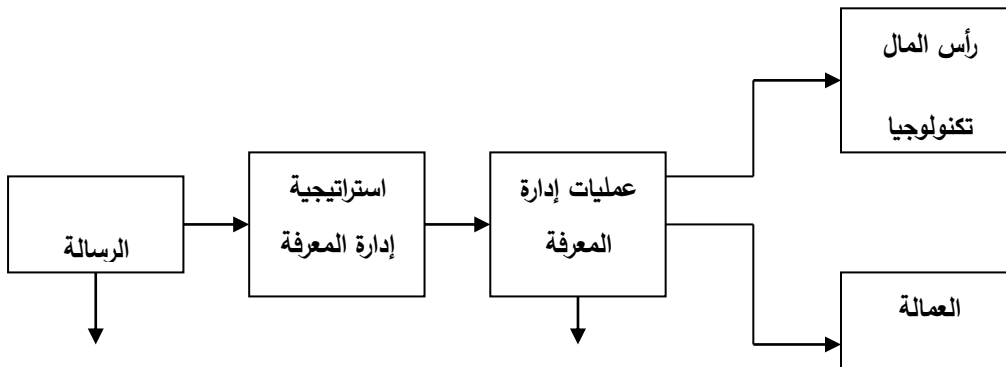 رأس المال
تكنولوجيا
عمليات إدارة
المعرفة
استراتيجية
إدارة المعرفة
الرسالة
العمالة